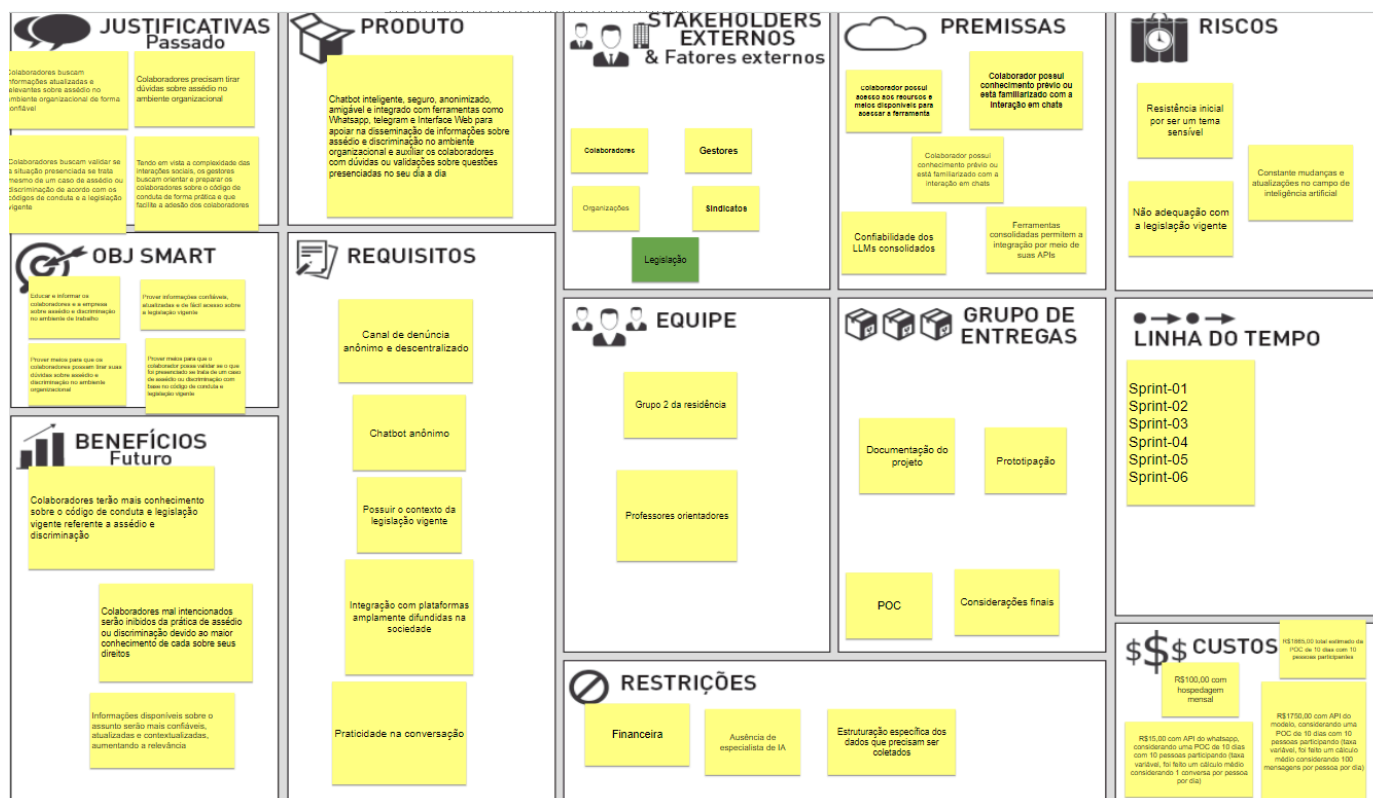 JUSTIFICATIVAS
Passado
Colaboradores buscam
informações atualizadas e
relevantes sobre assédio no
ambiente organizacional de forma
confiável
Colaboradores precisam tirar
dúvidas sobre assédio no
ambiente organizacional
Colaboradores buscam validar se
a situação presenciada se trata
mesmo de um caso de assédio ou
discriminação de acordo com os
códigos de conduta e a legislação
vigente
Tendo em vista a complexidade das
interações sociais, os gestores
buscam orientar e preparar os
colaboradores sobre o código de
conduta de forma prática e que
facilite a adesão dos colaboradores
PRODUTO
Chatbot inteligente, seguro, anonimizado,
amigável e integrado com ferramentas como
Whatsapp, telegram e Interface Web para
apoiar na disseminação de informações sobre
assédio e discriminação no ambiente
organizacional e auxiliar os colaboradores
com dúvidas ou validações sobre questões
presenciadas no seu dia a dia
STAKEHOLDERS
EXTERNOS
& Fatores externos
Colaboradores
Gestores
Organizações
Sindicatos
Legislação
PREMISSAS
Colaborador possui
acesso aos recursos e
meios disponíveis para
acessar a ferramenta
Colaborador possui
conhecimento prévio ou
está familiarizado com a
interação em chats
Colaborador possui
conhecimento prévio ou
está familiarizado com a
interação em chats
Confiabilidade dos
LLMs consolidados
Ferramentas
consolidadas permitem a
integração por meio de
suas APIs
RISCOS
Resistência inicial
por ser um tema
sensível
Constante mudanças e
atualizações no campo de
inteligência artificial
Não adequação com
a legislação vigente
OBJ SMART
Educar e informar os
colaboradores e a empresa
sobre assédio e discriminação
no ambiente de trabalho
Prover informações confiáveis,
atualizadas e de fácil acesso sobre
a legislação vigente
Prover meios para que os
colaboradores possam tirar suas
dúvidas sobre assédio e
discriminação no ambiente
organizacional
Prover meios para que o
colaborador possa validar se o que
foi presenciado se trata de um caso
de assédio ou discriminação com
base no código de conduta e
legislação vigente
REQUISITOS
Canal de denúncia
anônimo e descentralizado
Chatbot anônimo
Possuir o contexto da
legislação vigente
Integração com plataformas
amplamente difundidas na
sociedade
Praticidade na conversação
EQUIPE
Grupo 2 da residência
Professores orientadores
GRUPO DE
ENTREGAS
Documentação do
projeto
Prototipação
POC
Considerações finais
LINHA DO TEMPO
Sprint-01
Sprint-02
Sprint-03
Sprint-04
Sprint-05
Sprint-06
BENEFÍCIOS
Futuro
Colaboradores terão mais conhecimento
sobre o código de conduta e legislação
vigente referente a assédio e
discriminação
Colaboradores mal intencionados
serão inibidos da prática de assédio
ou discriminação devido ao maior
conhecimento de cada sobre seus
direitos
Informações disponíveis sobre o
assunto serão mais confiáveis,
atualizadas e contextualizadas,
aumentando a relevância
RESTRIÇÕES
Financeira
Ausência de
especialista de IA
Estruturação específica dos
dados que precisam ser
coletados
$$$ CUSTOS
total estimado da
POC de 10 dias com 10
pessoas participantes
R$100,00 com
hospedagem
mensal
R$15,00 com API do whatsapp,
considerando uma POC de 10 dias
com 10 pessoas participando (taxa
variável, foi feito um cálculo médio
considerando 1 conversa por pessoa
por dia)
R$1750,00 com API do
modelo, considerando uma
POC de 10 dias com 10
pessoas participando (taxa
variável, foi feito um cálculo
médio considerando 100
mensagens por pessoa por dia)